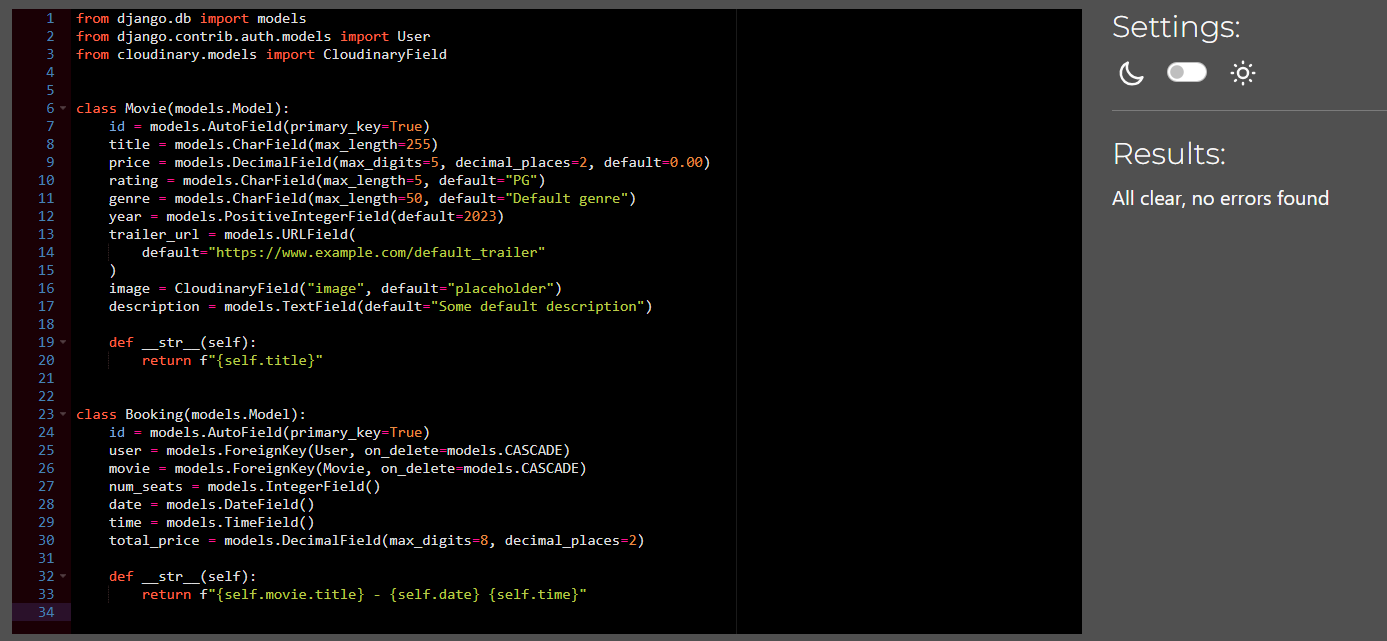 1 from django.db import models
2 from django.contrib.auth.models import User
3 from cloudinary.models import CloudinaryField
4
5
6 class Movie(models.Model):
7     id = models.AutoField(primary_key=True)
8     title = models.CharField(max_length=255)
9     price = models.DecimalField(max_digits=5, decimal_places=2, default=0.00)
10     rating = models.CharField(max_length=5, default="PG")
11     genre = models.CharField(max_length=50, default="Default genre")
12     year = models.PositiveIntegerField(default=2023)
13     trailer_url = models.URLField(
14         default="https://www.example.com/default_trailer"
15     )
16     image = CloudinaryField("image", default="placeholder")
17     description = models.TextField(default="Some default description")
18
19     def __str__(self):
20         return f"{self.title}"
21
22
23 class Booking(models.Model):
24     id = models.AutoField(primary_key=True)
25     user = models.ForeignKey(User, on_delete=models.CASCADE)
26     movie = models.ForeignKey(Movie, on_delete=models.CASCADE)
27     num_seats = models.IntegerField()
28     date = models.DateField()
29     time = models.TimeField()
30     total_price = models.DecimalField(max_digits=8, decimal_places=2)
31
32     def __str__(self):
33         return f"{self.movie.title} - {self.date} {self.time}"
34
Settings:
Results:
All clear, no errors found